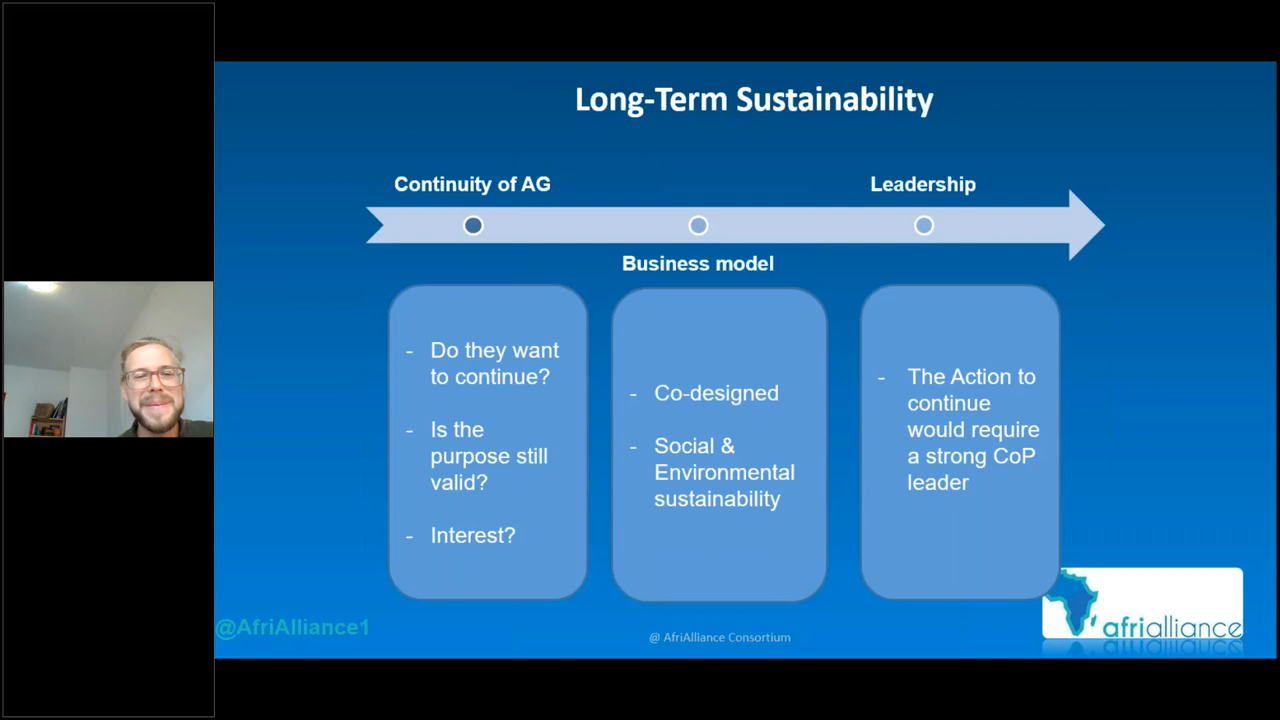 Long-Term Sustainability
Continuity of AG
Leadership
Business model
- Do they want
to continue?
- Is the
purpose still
valid?
- Interest?
- Co-designed
- Social &
Environmental
sustainability
- The Action to
continue
would require
a strong CoP
leader
@AfriAlliance1
@ AfriAlliance Consortium
afrialliance